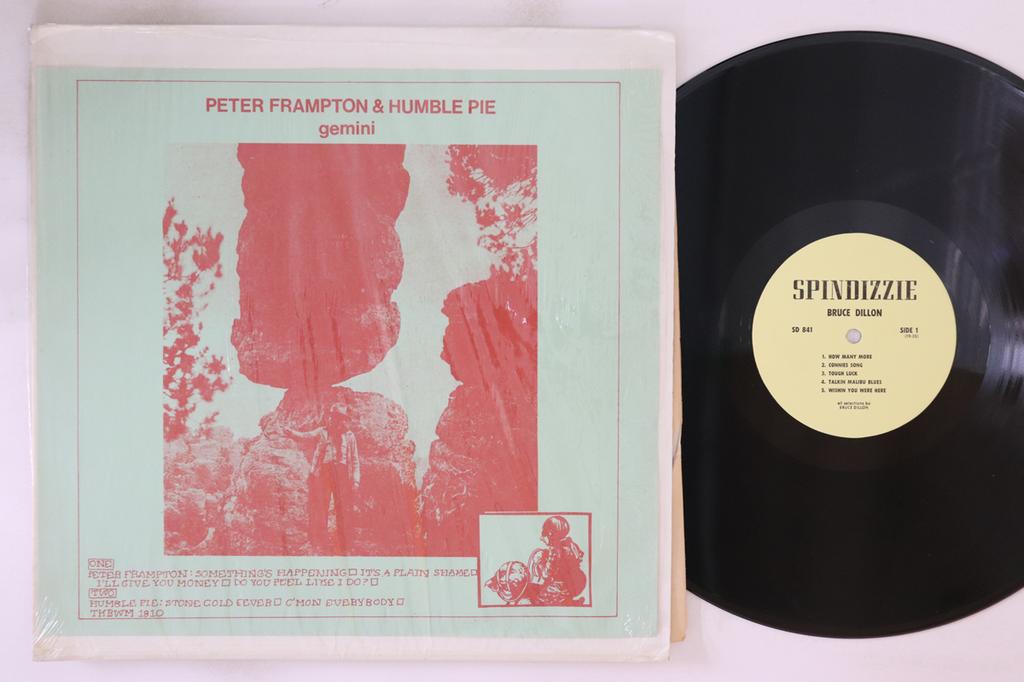 PETER FRAMPTON & HUMBLE PIE
gemini
ONE
PETER FRAMPTON: SOMETHING'S HAPPENING IT'S A PLAIN SHAME
I'LL GIVE YOU MONEY DO YOU FEEL LIKE I DO?
TWO
HUMBLE PIE: STONE COLD FEVER C'MON EVERYBODY
TKBWM 1810
SPINDIZZIE
BRUCE DILLON
SD 841
SIDE 1
1. HOW MANY MORE
2. CONNIES SONG
3. TOUGH LUCK
4. TALKIN MALIBU BLUES
5. WISHIN YOU WERE HERE
all selections by
BRUCE DILLON